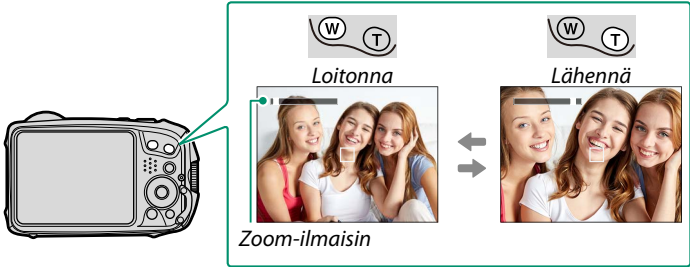 W T
W T
Loitonna
Lähennä
Zoom-ilmaisin